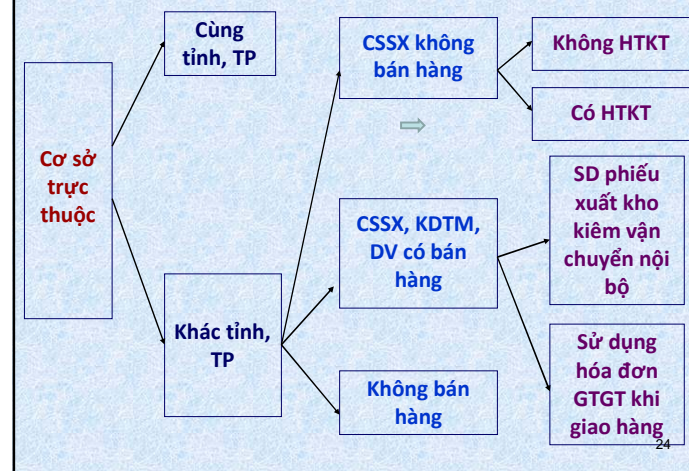 Cơ sở
trực
thuộc
Cùng
tỉnh, TP
Khác tỉnh,
TP
CSSX không
bán hàng
CSSX, KDTM,
DV có bán
hàng
Không bán
hàng
Không HTKT
Có HTKT
SD phiếu
xuất kho
kiêm vận
chuyển nội
bộ
Sử dụng
hóa đơn
GTGT khi
giao hàng
24